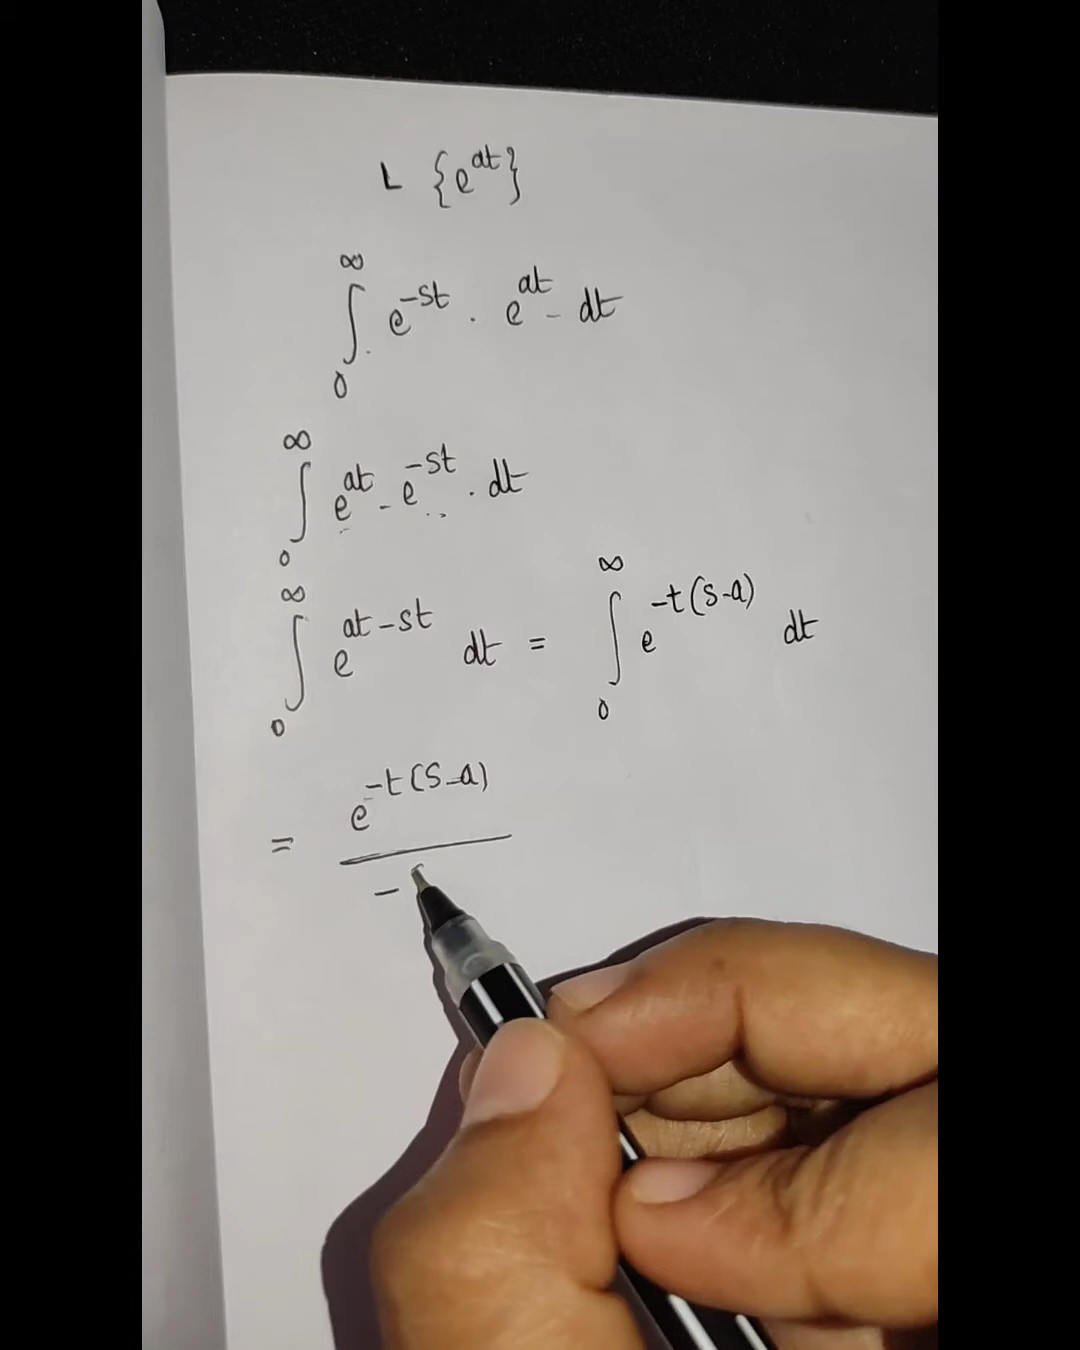 L {e^at}
∫₀^∞ e^-st . e^at - dt
∫₀^∞ e^at - e^-st . dt
∫₀^∞ e^at-st dt = ∫₀^∞ e^-t(s-a) dt
= e^-t(s-a) / -